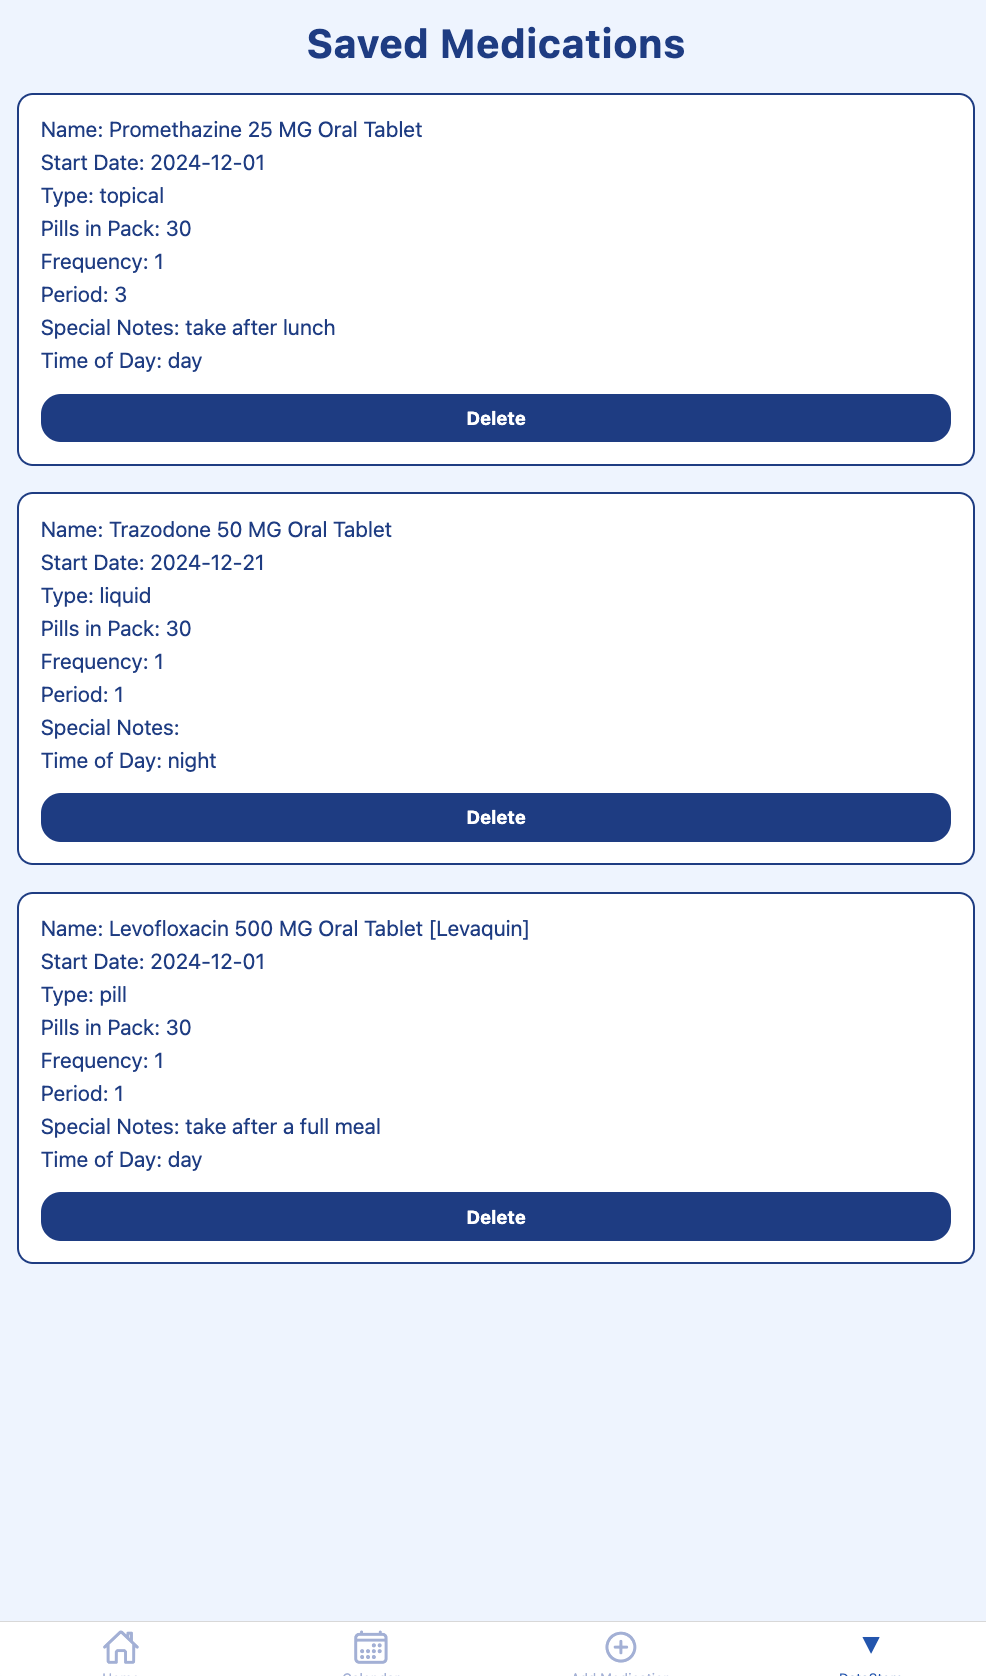 Saved Medications
Name: Promethazine 25 MG Oral Tablet
Start Date: 2024-12-01
Type: topical
Pills in Pack: 30
Frequency: 1
Period: 3
Special Notes: take after lunch
Time of Day: day
Delete
Name: Trazodone 50 MG Oral Tablet
Start Date: 2024-12-21
Type: liquid
Pills in Pack: 30
Frequency: 1
Period: 1
Special Notes:
Time of Day: night
Delete
Name: Levofloxacin 500 MG Oral Tablet [Levaquin]
Start Date: 2024-12-01
Type: pill
Pills in Pack: 30
Frequency: 1
Period: 1
Special Notes: take after a full meal
Time of Day: day
Delete